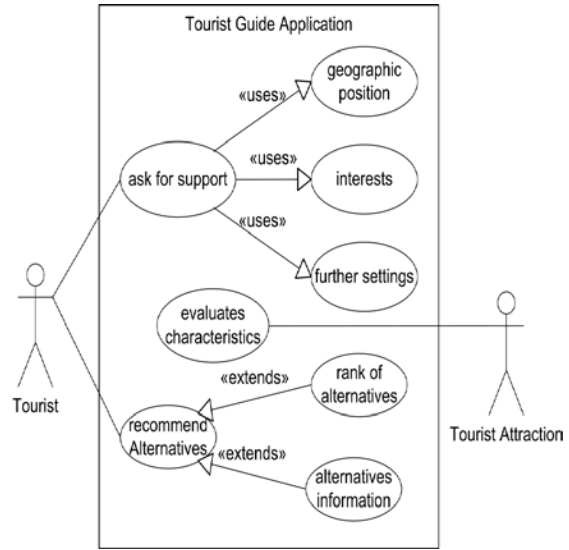 Tourist Guide Application
geographic
position
«uses»
ask for support
«uses»
interests
«uses»
further settings
evaluates
characteristics
Tourist
Tourist Attraction
«extends»
rank of
alternatives
recommend
Alternatives
«extends»
alternatives
information